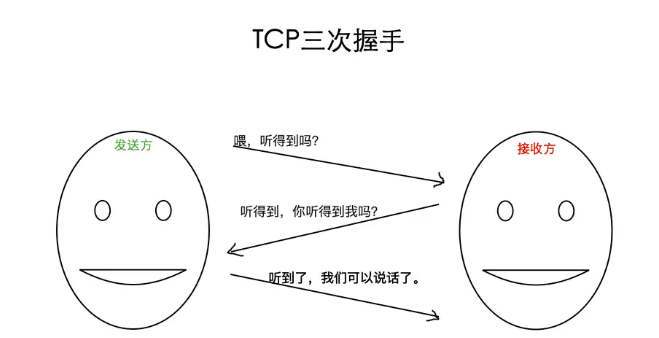 TCP三次握手
发送方
接收方
喂，听得到吗？
听得到，你听得到我吗？
听到了，我们可以说话了。